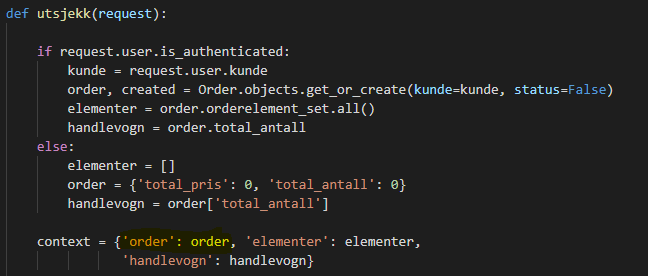 def utsjekk(request):
if request.user.is_authenticated:
kunde = request.user.kunde
order, created = Order.objects.get_or_create(kunde=kunde, status=False)
elementer = order.orderelement_set.all()
handlevogn = order.total_antall
else:
elementer = []
order = {'total_pris': 0, 'total_antall': 0}
handlevogn = order['total_antall']
context = {'order': order, 'elementer': elementer,
'handlevogn': handlevogn}